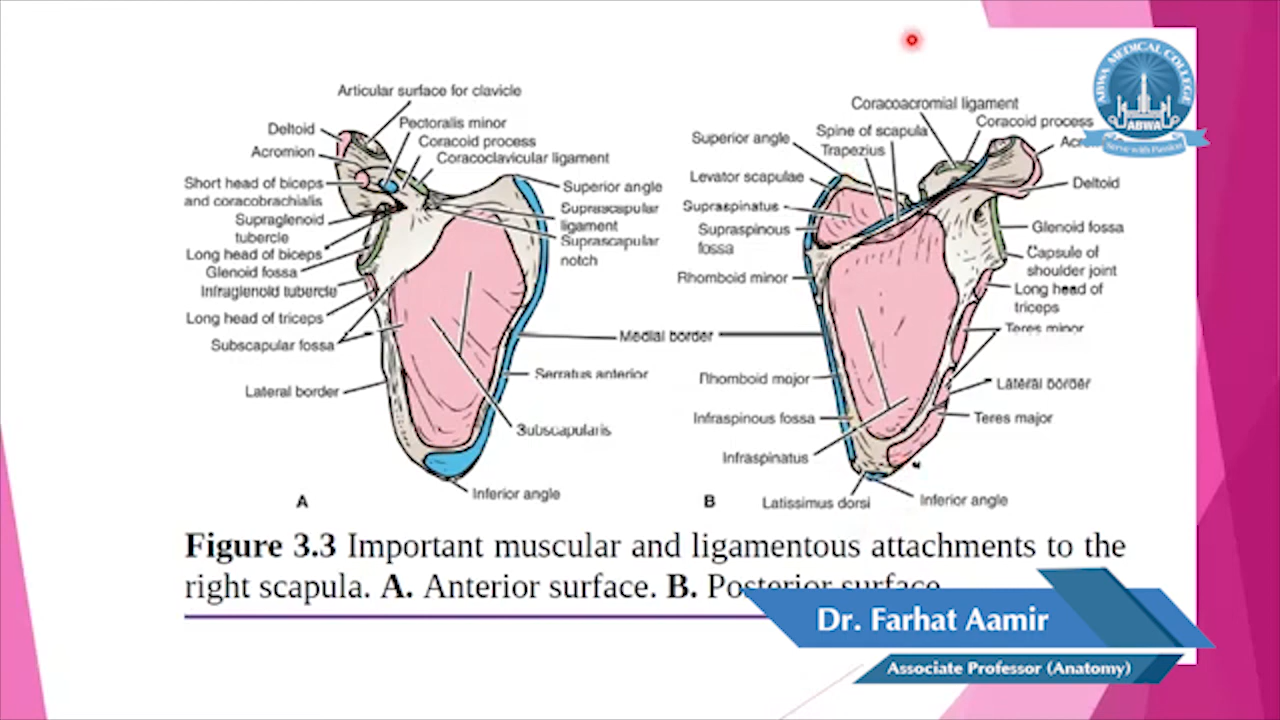 Articular surface for clavicle
Deltoid
Pectoralis minor
Acromion
Coracoid process
Coracoclavicular ligament
Short head of biceps
and coracobrachialis
Superior angle
Supraglenoid
tubercle
Suprascapular
ligament
Suprascapular
notch
Long head of biceps
Glenoid fossa
Infraglenoid tubercle
Long head of triceps
Subscapular fossa
Medial border
Lateral border
Serratus anterior
Subscapularis
Inferior angle
A
Coracoacromial ligament
Coracoid process
Superior angle
Spine of scapula
Trapezius
Levator scapulae
Deltoid
Supraspinatus
Supraspinous
fossa
Glenoid fossa
Capsule of
shoulder joint
Rhomboid minor
Long head of
triceps
Teres minor
Rhomboid major
Lateral border
Infraspinous fossa
Teres major
Infraspinatus
Latissimus dorsi
Inferior angle
B
Figure 3.3 Important muscular and ligamentous attachments to the
right scapula. A. Anterior surface. B. Posterior surface
ABWA MEDICAL COLLEGE
ABWA
Serve with Passion
Dr. Farhat Aamir
Associate Professor (Anatomy)